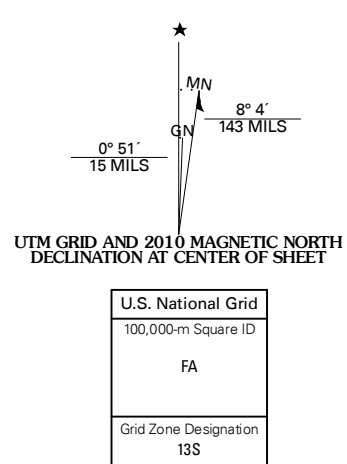 ★
MN
8° 4´
143 MILS
GN
0° 51´
15 MILS
UTM GRID AND 2010 MAGNETIC NORTH
DECLINATION AT CENTER OF SHEET
U.S. National Grid
100,000-m Square ID
FA
Grid Zone Designation
13S